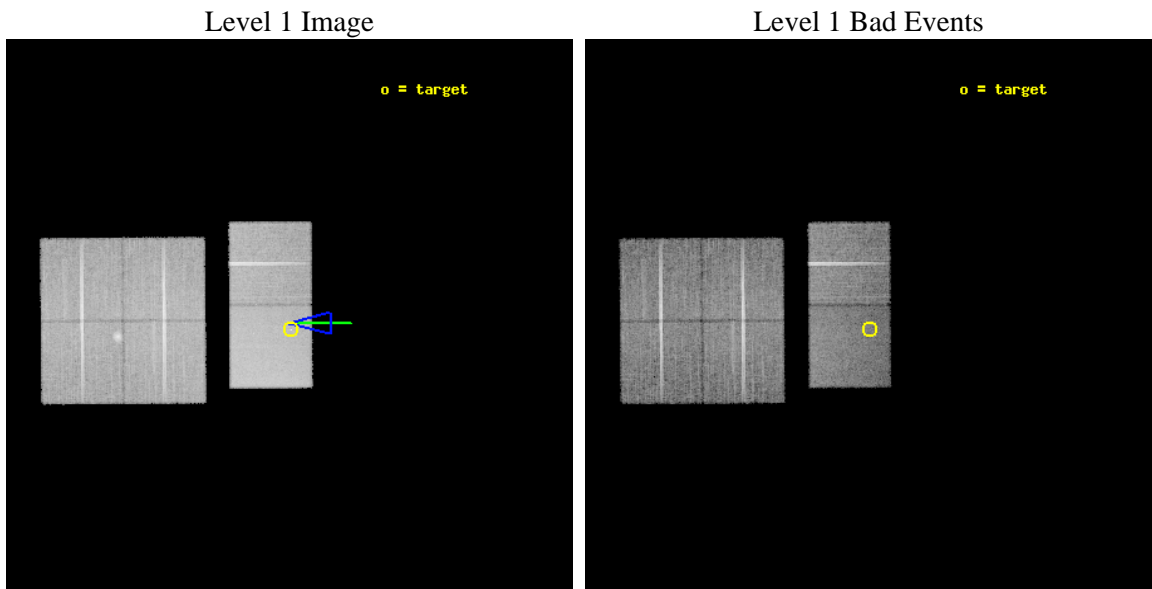 Level 1 Image
Level 1 Bad Events
o = target
o = target